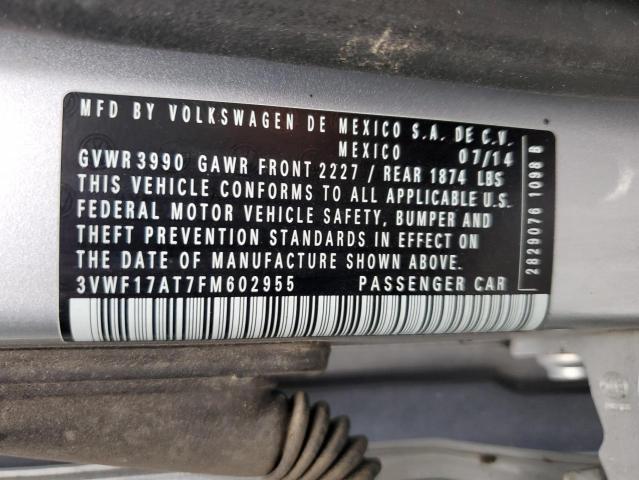 MFD BY VOLKSWAGEN DE MEXICO S.A. DE C.V.
MEXICO 07/14
GVWR 3990 GAWR FRONT 2227 / REAR 1874 LBS
THIS VEHICLE CONFORMS TO ALL APPLICABLE U.S.
FEDERAL MOTOR VEHICLE SAFETY, BUMPER AND
THEFT PREVENTION STANDARDS IN EFFECT ON
THE DATE OF MANUFACTURE SHOWN ABOVE.
3VWF17AT7FM602955 PASSENGER CAR
2829076 1098 B